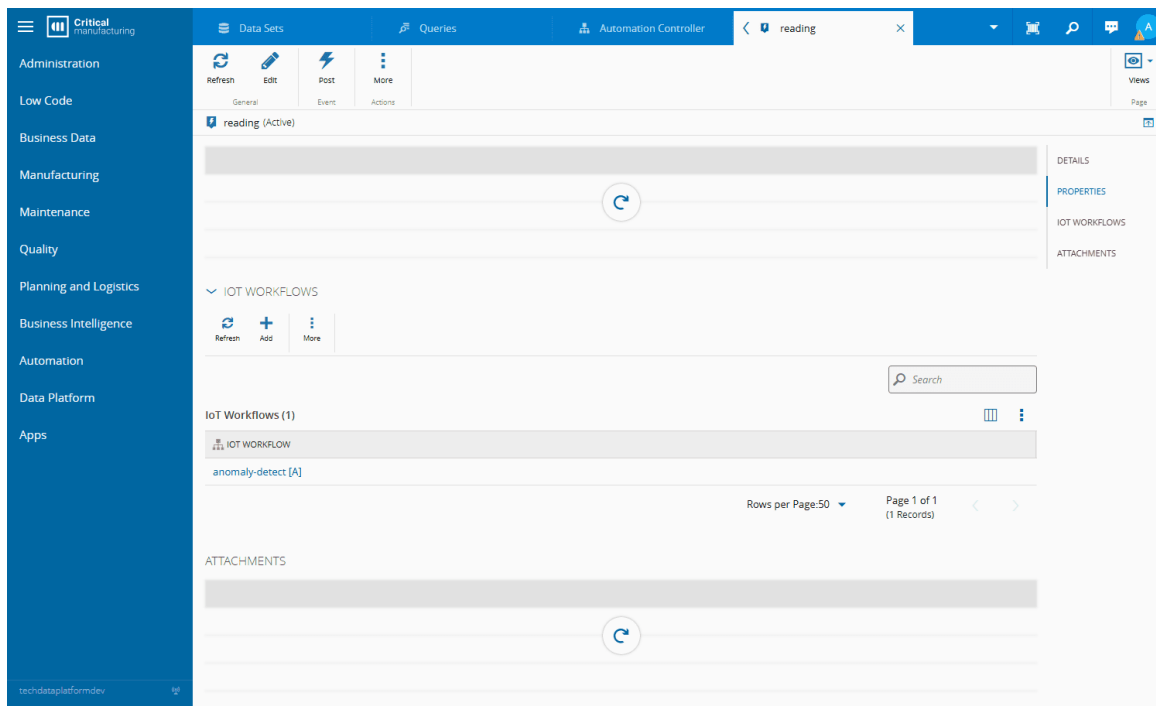 Critical
manufacturing
Data Sets
Queries
Automation Controller
reading
A
Administration
Low Code
Business Data
Manufacturing
Maintenance
Quality
Planning and Logistics
Business Intelligence
Automation
Data Platform
Apps
techdataplatformdev
Refresh Edit Post More Views
General Event Actions Page
reading (Active)
DETAILS
PROPERTIES
IOT WORKFLOWS
ATTACHMENTS
IOT WORKFLOWS
Refresh Add More
Search
IoT Workflows (1)
IOT WORKFLOW
anomaly-detect [A]
Rows per Page:50 Page 1 of 1
(1 Records)
ATTACHMENTS